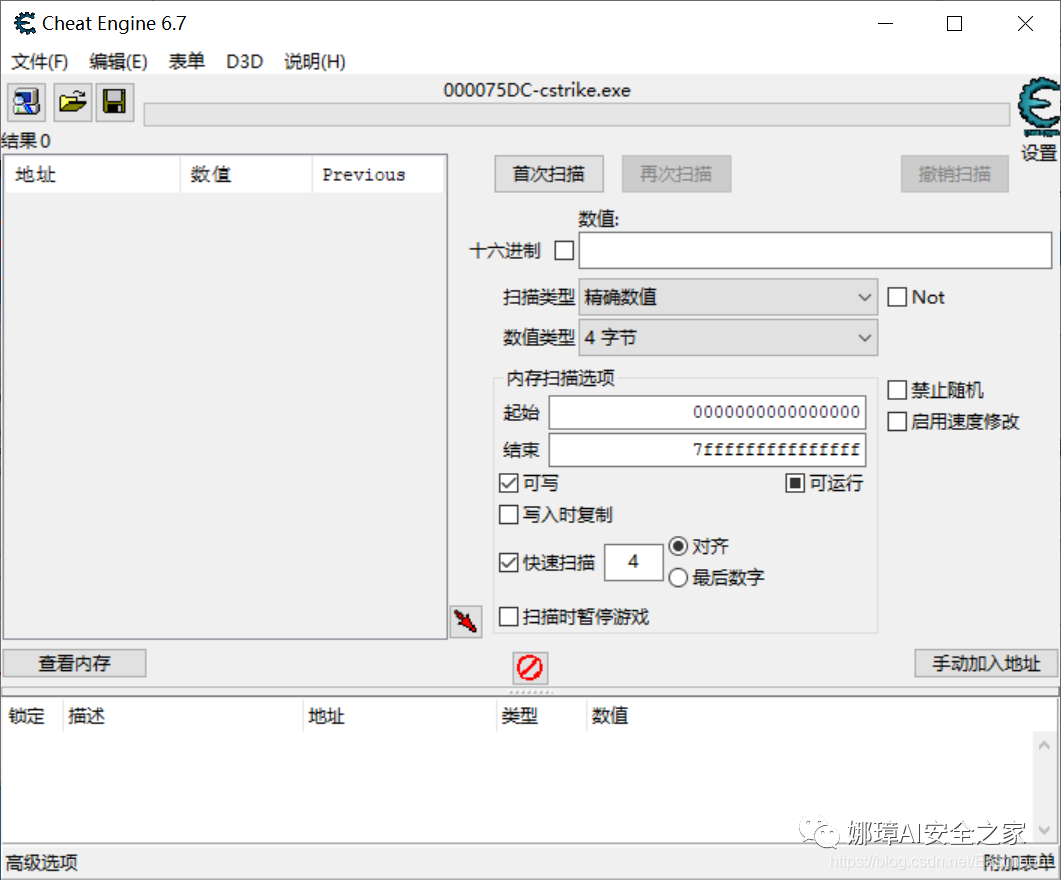 Cheat Engine 6.7
文件(F) 编辑(E) 表单 D3D 说明(H)
000075DC-cstrike.exe
结果0
设置
地址 数值 Previous
首次扫描 再次扫描 撤销扫描
数值:
十六进制
扫描类型 精确数值 Not
数值类型 4 字节
内存扫描选项
禁止随机
起始 0000000000000000
启用速度修改
结束 7fffffffffffffff
可写 可运行
写入时复制
快速扫描 4 对齐
最后数字
扫描时暂停游戏
查看内存 手动加入地址
锁定 描述 地址 类型 数值
娜璋AI安全之家
高级选项 附加表单